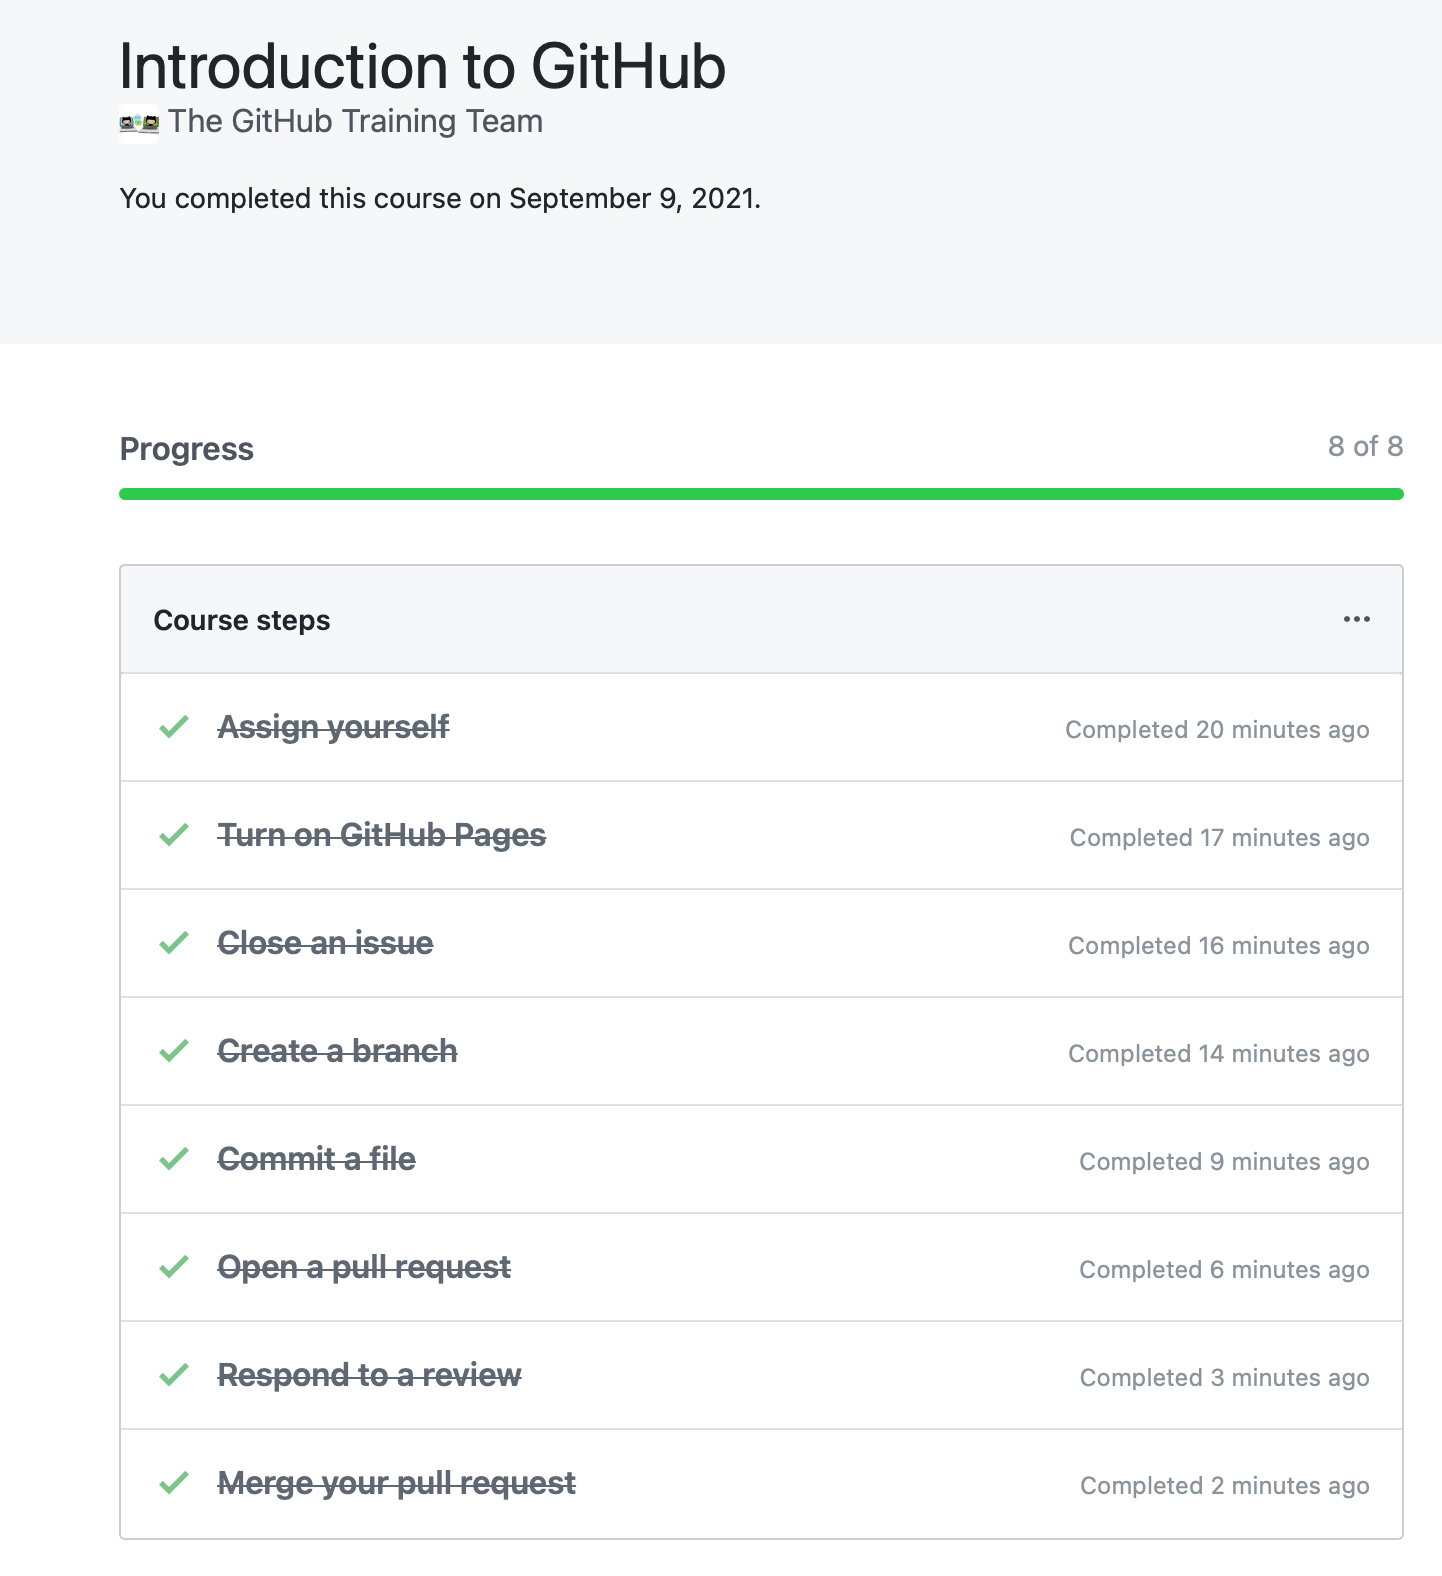 Introduction to GitHub
The GitHub Training Team
You completed this course on September 9, 2021.
Progress
8 of 8
Course steps
Assign yourself
Completed 20 minutes ago
Turn on GitHub Pages
Completed 17 minutes ago
Close an issue
Completed 16 minutes ago
Create a branch
Completed 14 minutes ago
Commit a file
Completed 9 minutes ago
Open a pull request
Completed 6 minutes ago
Respond to a review
Completed 3 minutes ago
Merge your pull request
Completed 2 minutes ago